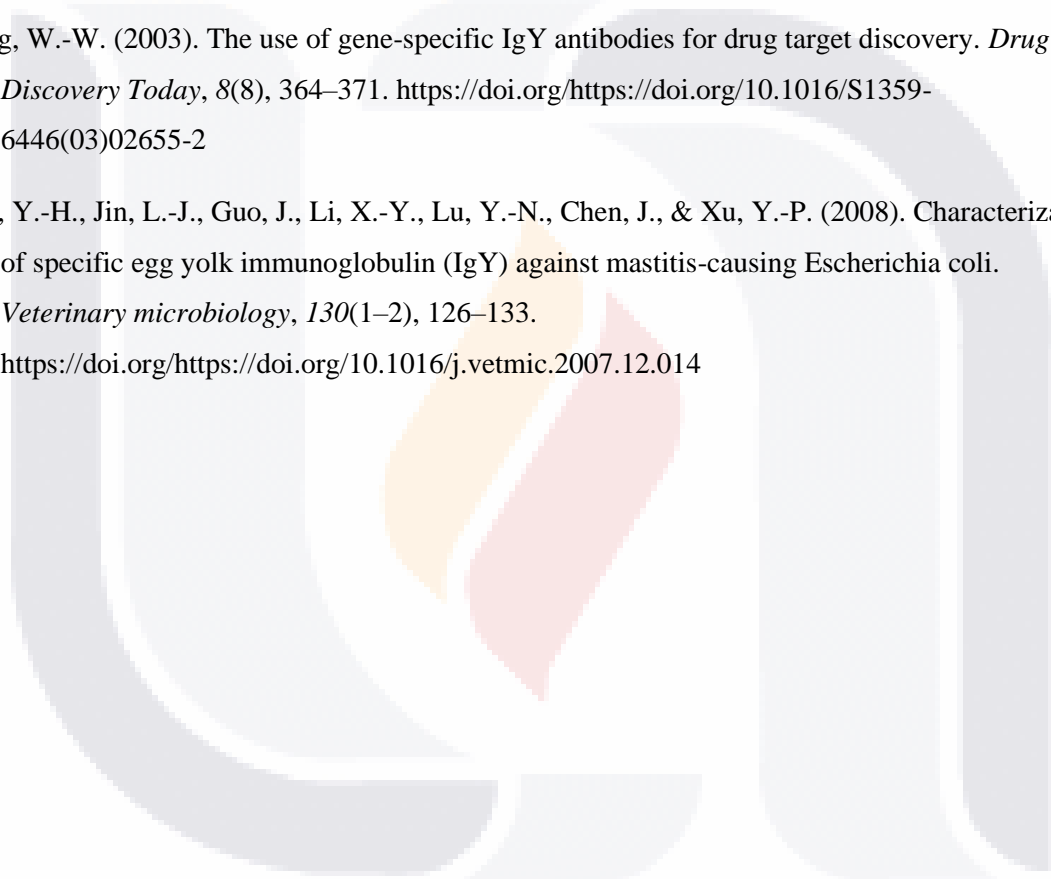 g, W.-W. (2003). The use of gene-specific IgY antibodies for drug target discovery. Drug
Discovery Today, 8(8), 364–371. https://doi.org/https://doi.org/10.1016/S1359-
6446(03)02655-2
, Y.-H., Jin, L.-J., Guo, J., Li, X.-Y., Lu, Y.-N., Chen, J., & Xu, Y.-P. (2008). Characteriza
of specific egg yolk immunoglobulin (IgY) against mastitis-causing Escherichia coli.
Veterinary microbiology, 130(1–2), 126–133.
https://doi.org/https://doi.org/10.1016/j.vetmic.2007.12.014